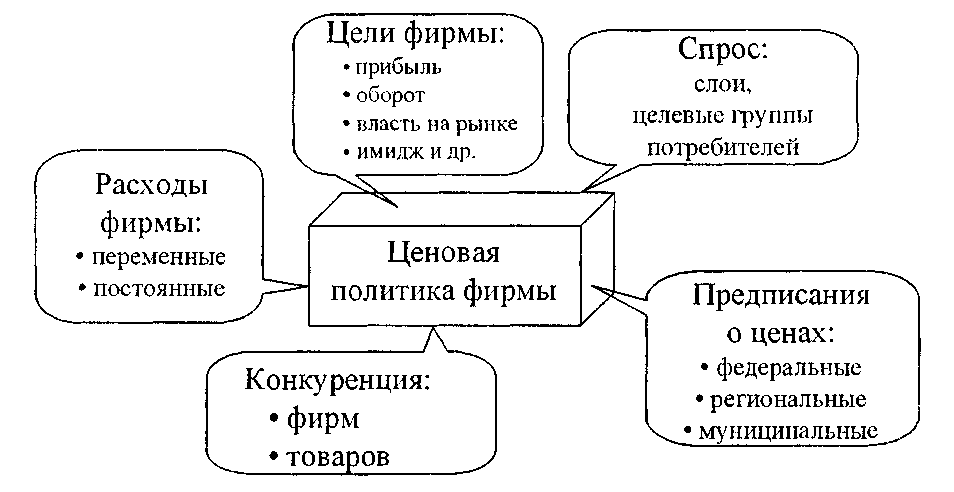 Цели фирмы:
• прибыль
• оборот
• власть на рынке
• имидж и др.
Спрос:
слои,
целевые группы
потребителей
Расходы
фирмы:
• переменные
• постоянные
Ценовая
политика фирмы
Предписания
о ценах:
• федеральные
• региональные
• муниципальные
Конкуренция:
• фирм
• товаров